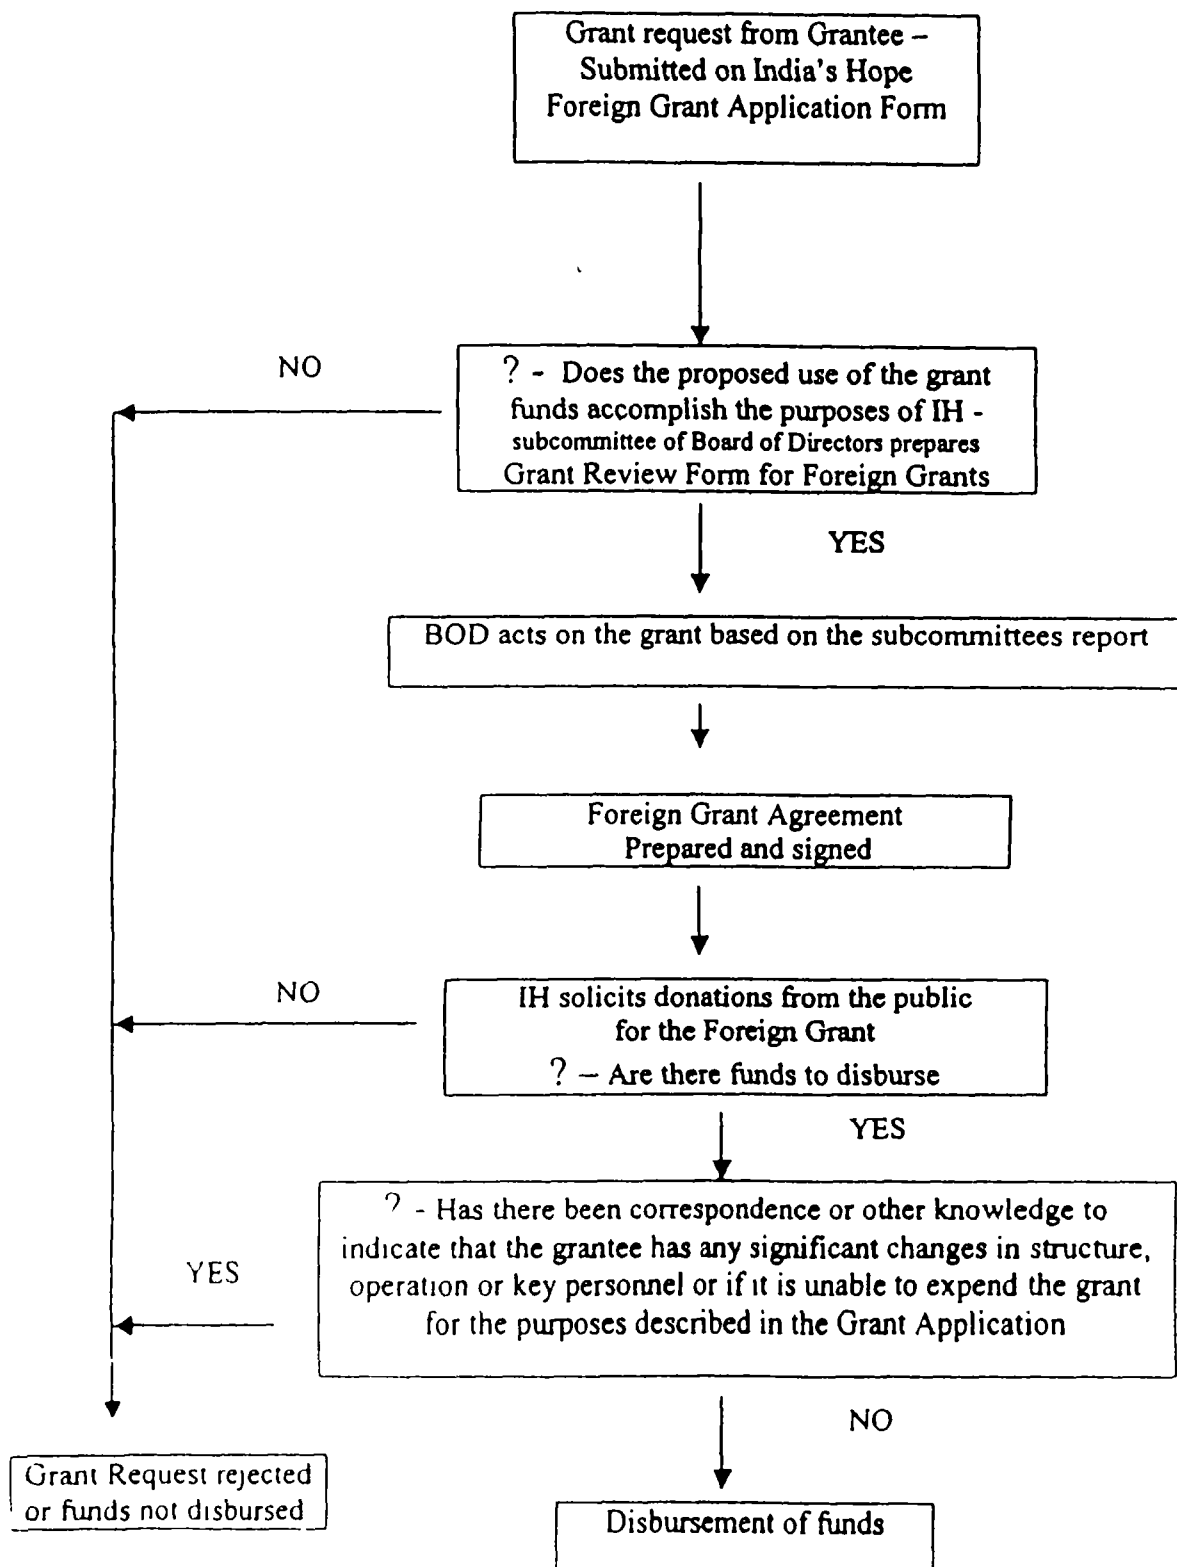 Grant request from Grantee –
Submitted on India's Hope
Foreign Grant Application Form
NO
? - Does the proposed use of the grant
funds accomplish the purposes of IH -
subcommittee of Board of Directors prepares
Grant Review Form for Foreign Grants
YES
BOD acts on the grant based on the subcommittees report
Foreign Grant Agreement
Prepared and signed
NO
IH solicits donations from the public
for the Foreign Grant
? – Are there funds to disburse
YES
? - Has there been correspondence or other knowledge to
indicate that the grantee has any significant changes in structure,
operation or key personnel or if it is unable to expend the grant
for the purposes described in the Grant Application
YES
NO
Grant Request rejected
or funds not disbursed
Disbursement of funds